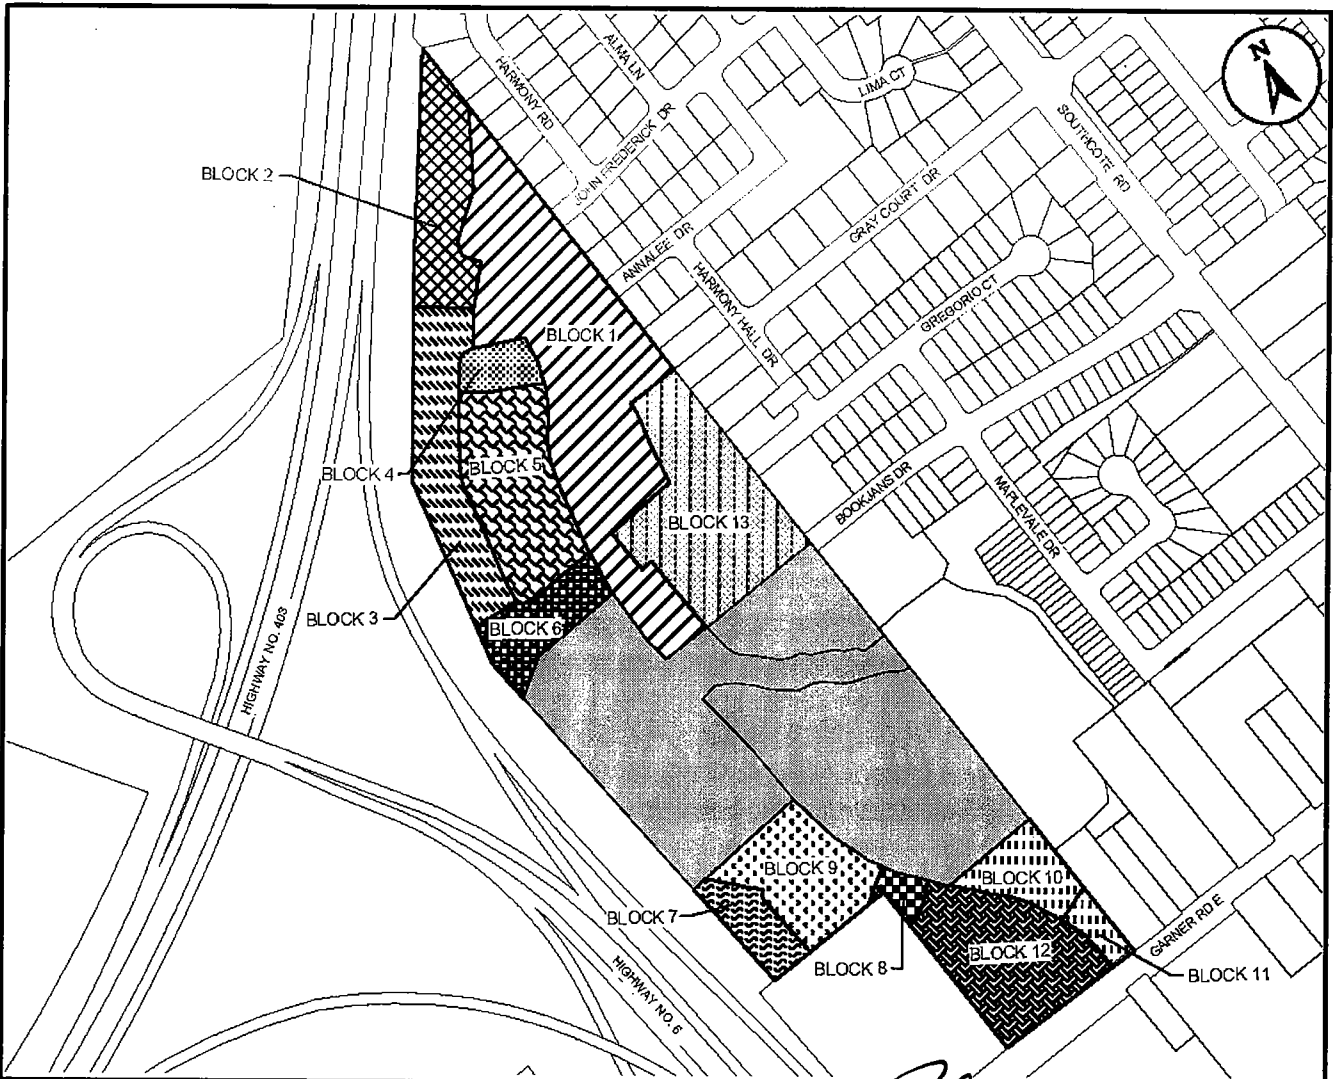 N
ALMA LN
HARMONY RD
LIMA CT
JOHN FREDERICK DR
SOUTHCOTE RD
BLOCK 2
GRAY COURT DR
ANNALEE DR
HARMONY HALL DR
GREGORIO CT
BLOCK 1
BLOCK 4
BLOCK 5
BLOCK 13
BOOKJANS DR
MAPLEVALE DR
BLOCK 3
BLOCK 6
HIGHWAY NO. 403
BLOCK 9
BLOCK 10
BLOCK 7
GARNER RD E
BLOCK 8
BLOCK 12
BLOCK 11
HIGHWAY NO. 6